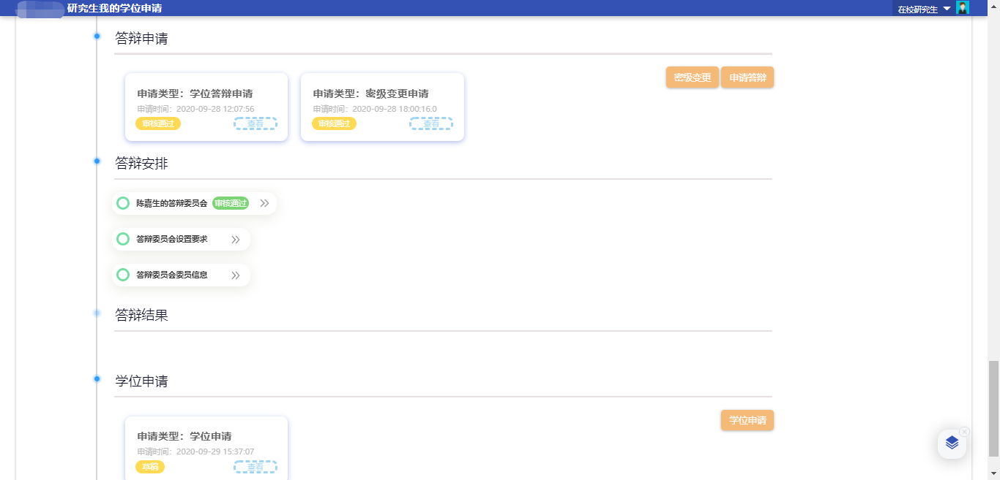 研究生我的学位申请
在校研究生
答辩申请
密级变更 申请答辩
申请类型：学位答辩申请
申请时间：2020-09-28 12:07:56
审核通过 查看
申请类型：密级变更申请
申请时间：2020-09-28 18:00:16.0
审核通过 查看
答辩安排
陈嘉生的答辩委员会 审核通过
答辩委员会设置要求
答辩委员会委员信息
答辩结果
学位申请
学位申请
申请类型：学位申请
申请时间：2020-09-29 15:37:07
草稿 查看